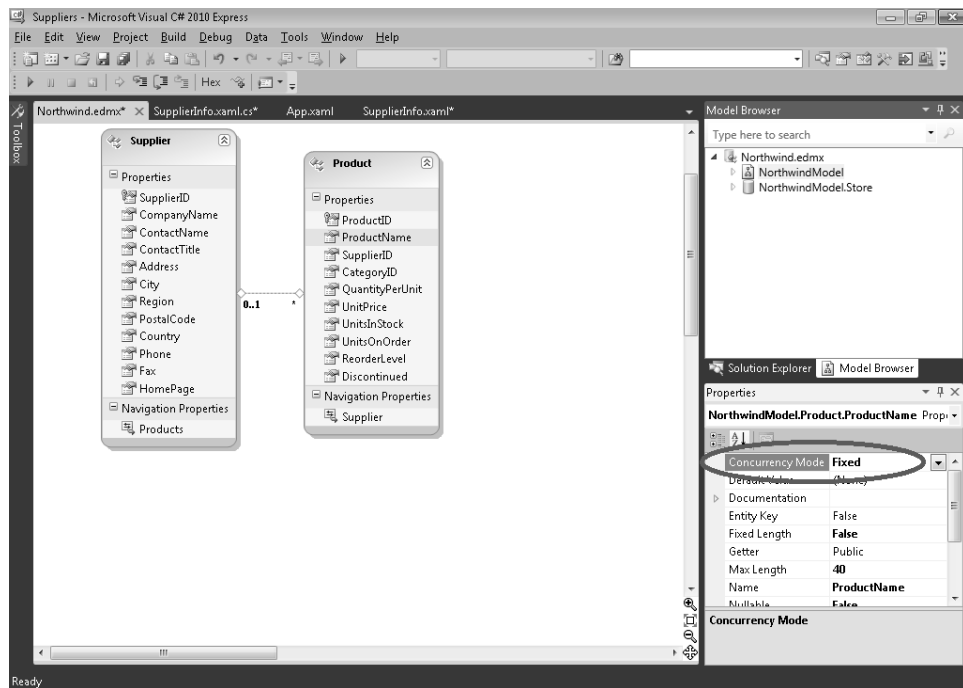 Suppliers - Microsoft Visual C# 2010 Express
File Edit View Project Build Debug Data Tools Window Help
Hex
Toolbox
Northwind.edmx* SupplierInfo.xaml.cs* App.xaml SupplierInfo.xaml*
Supplier
Properties
SupplierID
CompanyName
ContactName
ContactTitle
Address
City
Region
PostalCode
Country
Phone
Fax
HomePage
Navigation Properties
Products
0..1 *
Product
Properties
ProductID
ProductName
SupplierID
CategoryID
QuantityPerUnit
UnitPrice
UnitsInStock
UnitsOnOrder
ReorderLevel
Discontinued
Navigation Properties
Supplier
Model Browser
Type here to search
Northwind.edmx
NorthwindModel
NorthwindModel.Store
Solution Explorer Model Browser
Properties
NorthwindModel.Product.ProductName Prop
Concurrency Mode Fixed
Default Value (None)
Documentation
Entity Key False
Fixed Length False
Getter Public
Max Length 40
Name ProductName
Nullable False
Concurrency Mode
Ready